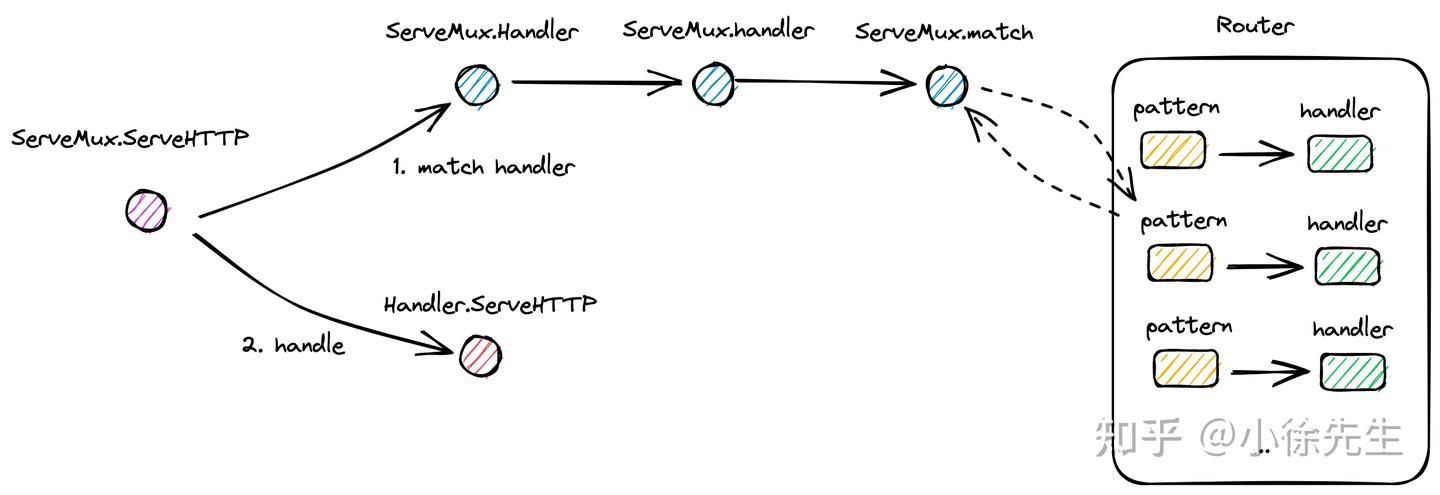 ServeMux.ServeHTTP
ServeMux.Handler
ServeMux.handler
ServeMux.match
1. match handler
2. handle
Handler.ServeHTTP
Router
pattern
handler
pattern
handler
pattern
handler
..
知乎 @小徐先生